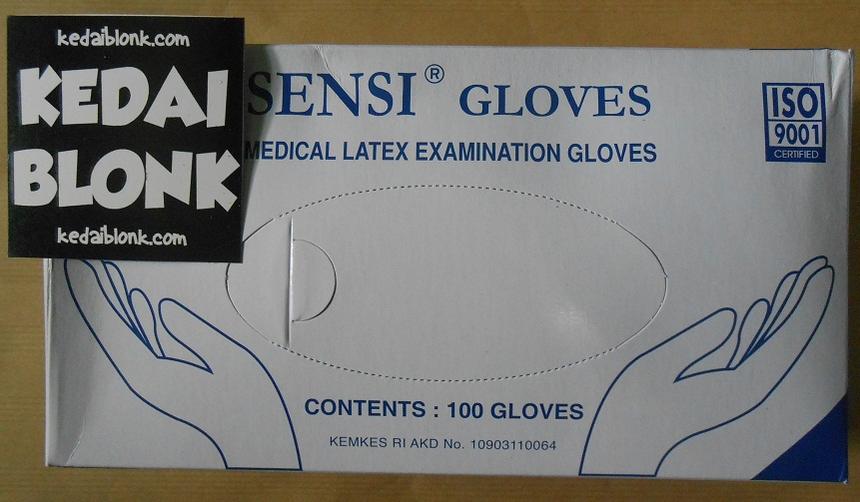 kedaiblonk.com
KEDAI
BLONK
kedaiblonk.com
SENSI® GLOVES
MEDICAL LATEX EXAMINATION GLOVES
ISO
9001
CERTIFIED
CONTENTS : 100 GLOVES
KEMKES RI AKD No. 10903110064